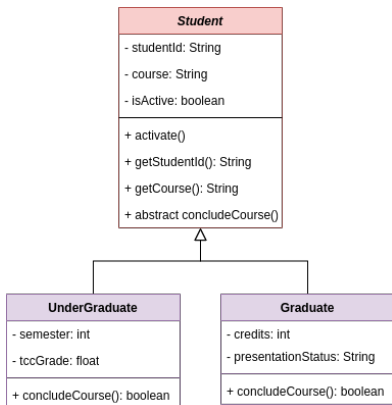 Student
- studentId: String
- course: String
- isActive: boolean
+ activate()
+ getStudentId(): String
+ getCourse(): String
+ abstract concludeCourse()
UnderGraduate
- semester: int
- tccGrade: float
+ concludeCourse(): boolean
Graduate
- credits: int
- presentationStatus: String
+ concludeCourse(): boolean